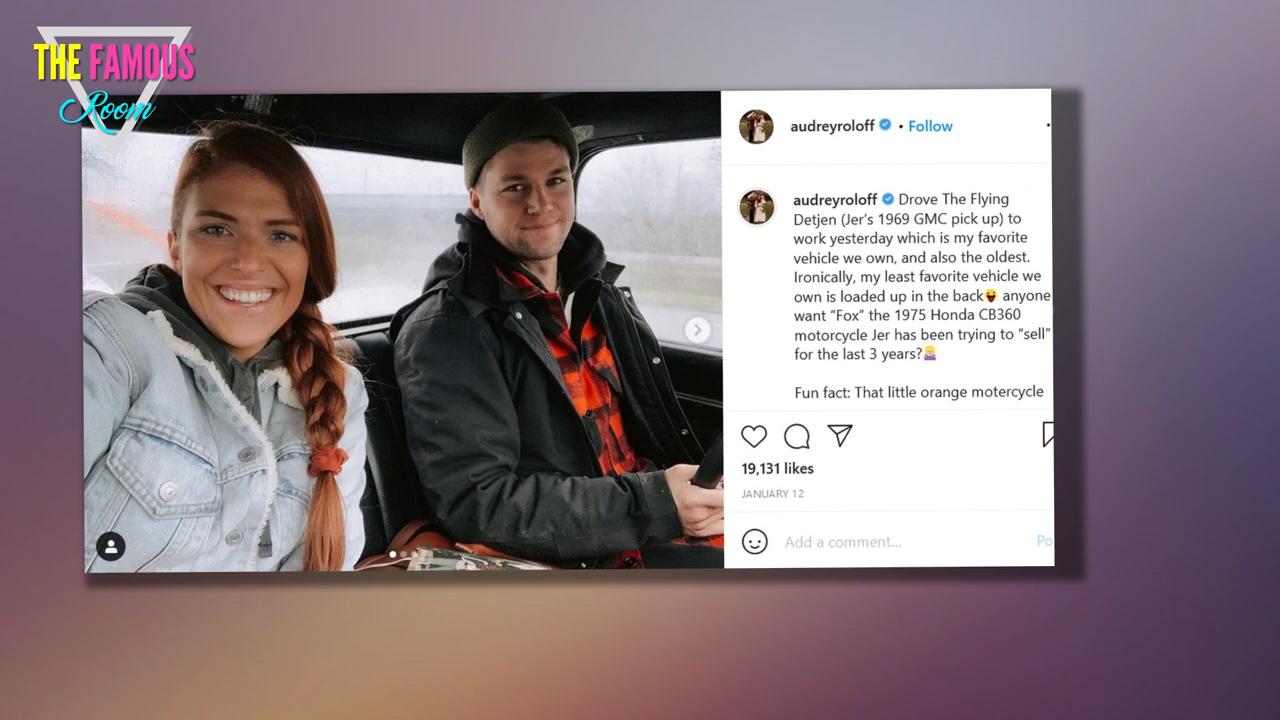 THE FAMOUS
Room
audreyroloff • Follow
audreyroloff Drove The Flying
Detjen (Jer's 1969 GMC pick up) to
work yesterday which is my favorite
vehicle we own, and also the oldest.
Ironically, my least favorite vehicle we
own is loaded up in the back😜 anyone
want “Fox” the 1975 Honda CB360
motorcycle Jer has been trying to “sell”
for the last 3 years?🤷🏼‍♀️
Fun fact: That little orange motercycle
19,131 likes
JANUARY 12
Add a comment...
Po